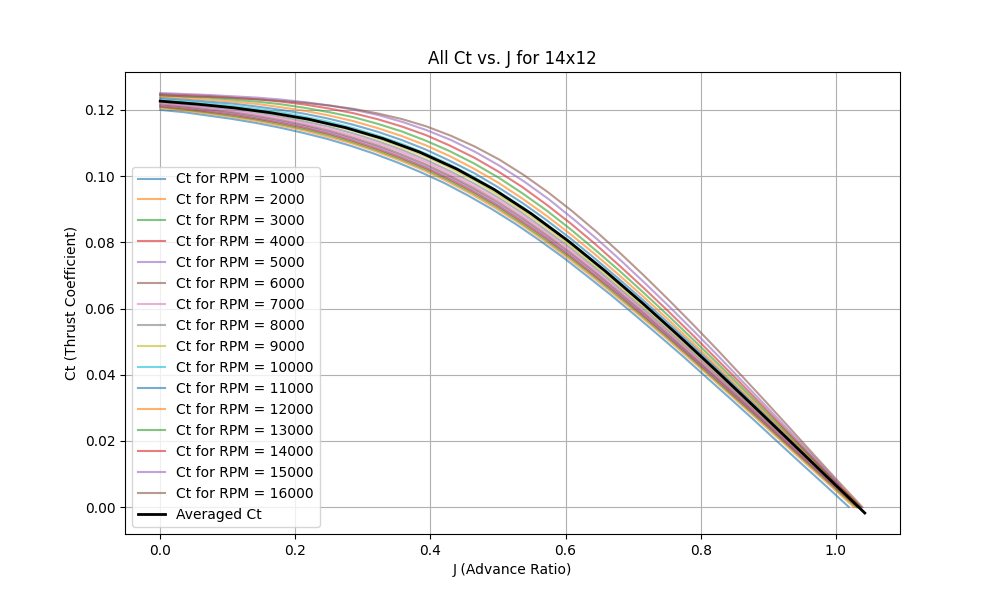 All Ct vs. J for 14x12
Ct (Thrust Coefficient)
0.12
0.10
0.08
0.06
0.04
0.02
0.00
Ct for RPM = 1000
Ct for RPM = 2000
Ct for RPM = 3000
Ct for RPM = 4000
Ct for RPM = 5000
Ct for RPM = 6000
Ct for RPM = 7000
Ct for RPM = 8000
Ct for RPM = 9000
Ct for RPM = 10000
Ct for RPM = 11000
Ct for RPM = 12000
Ct for RPM = 13000
Ct for RPM = 14000
Ct for RPM = 15000
Ct for RPM = 16000
Averaged Ct
0.0 0.2 0.4 0.6 0.8 1.0
J (Advance Ratio)